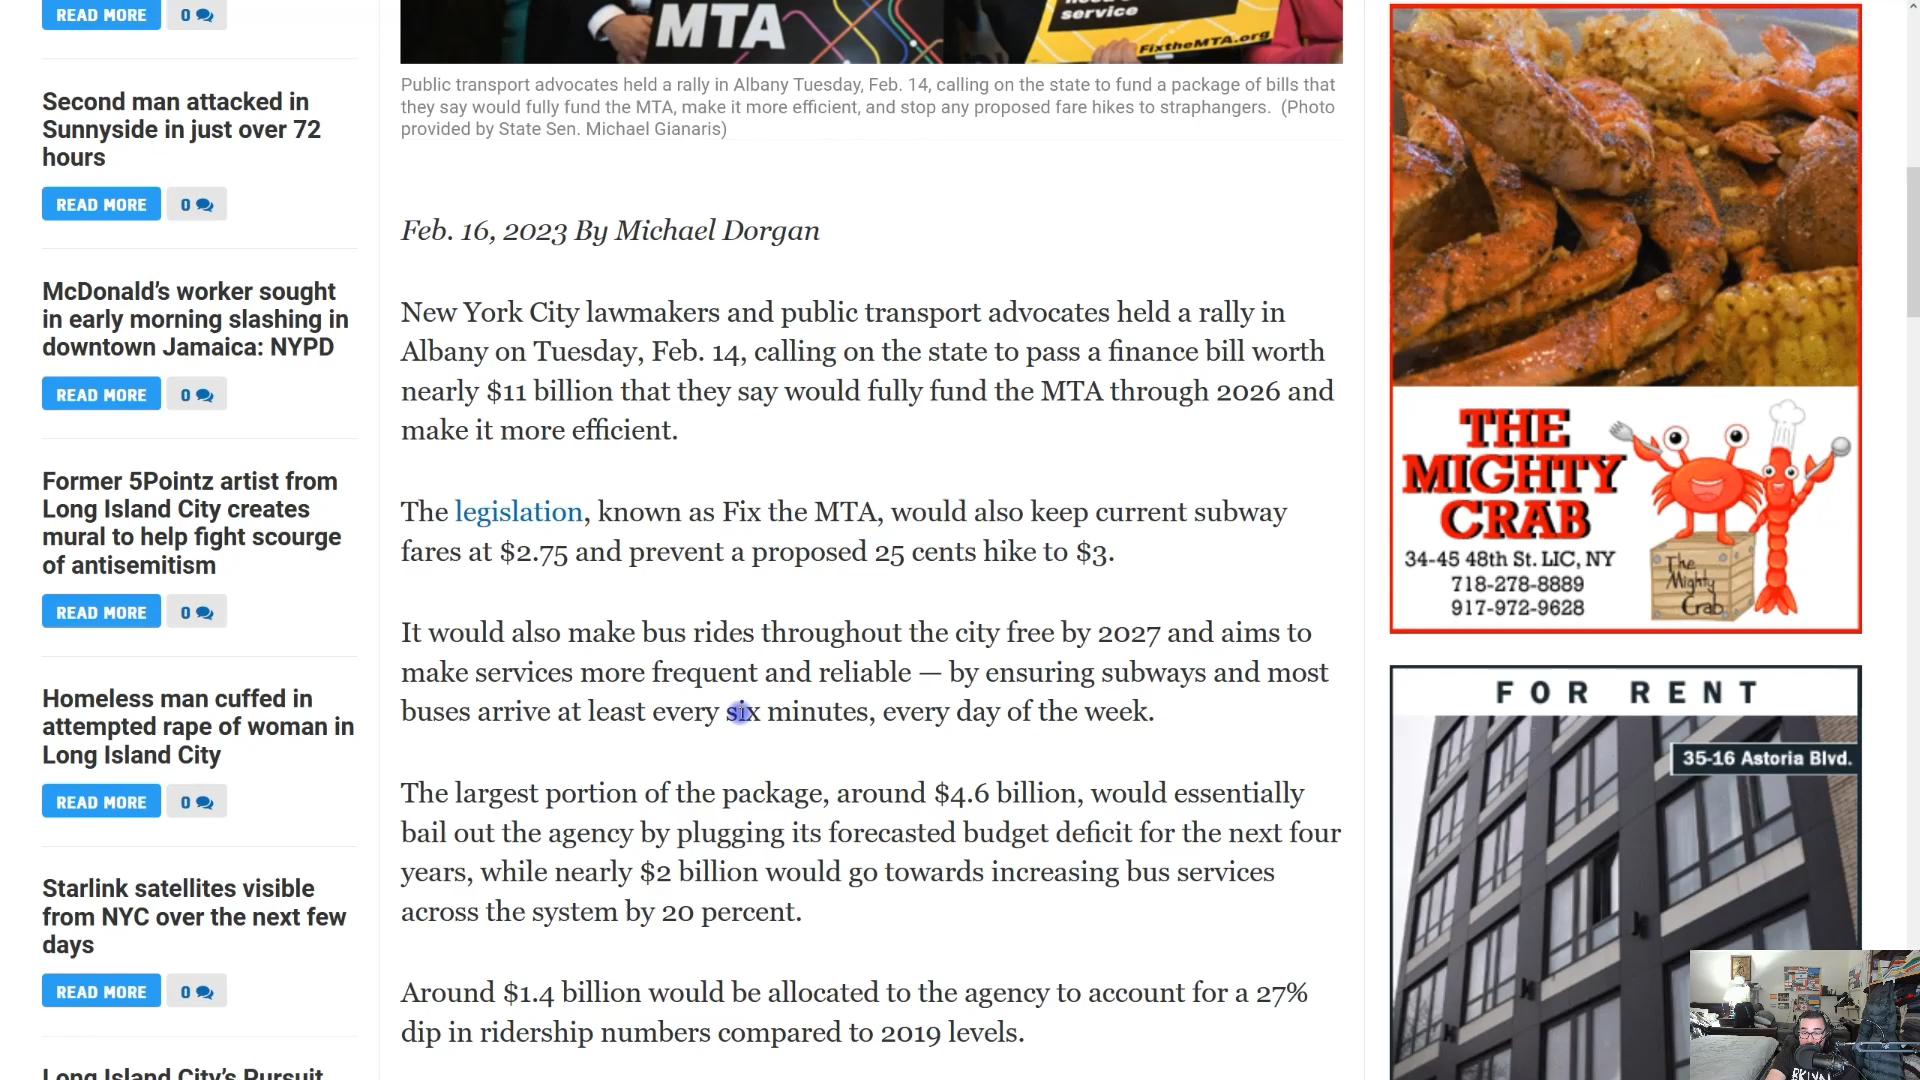 READ MORE
0
Second man attacked in
Sunnyside in just over 72
hours
READ MORE
0
McDonald’s worker sought
in early morning slashing in
downtown Jamaica: NYPD
READ MORE
0
Former 5Pointz artist from
Long Island City creates
mural to help fight scourge
of antisemitism
READ MORE
0
Homeless man cuffed in
attempted rape of woman in
Long Island City
READ MORE
0
Starlink satellites visible
from NYC over the next few
days
READ MORE
0
Long Island City’s Pursuit
MTA
service
FixtheMTA.org
Public transport advocates held a rally in Albany Tuesday, Feb. 14, calling on the state to fund a package of bills that
they say would fully fund the MTA, make it more efficient, and stop any proposed fare hikes to straphangers. (Photo
provided by State Sen. Michael Gianaris)
Feb. 16, 2023 By Michael Dorgan
New York City lawmakers and public transport advocates held a rally in
Albany on Tuesday, Feb. 14, calling on the state to pass a finance bill worth
nearly $11 billion that they say would fully fund the MTA through 2026 and
make it more efficient.
The legislation, known as Fix the MTA, would also keep current subway
fares at $2.75 and prevent a proposed 25 cents hike to $3.
It would also make bus rides throughout the city free by 2027 and aims to
make services more frequent and reliable — by ensuring subways and most
buses arrive at least every six minutes, every day of the week.
The largest portion of the package, around $4.6 billion, would essentially
bail out the agency by plugging its forecasted budget deficit for the next four
years, while nearly $2 billion would go towards increasing bus services
across the system by 20 percent.
Around $1.4 billion would be allocated to the agency to account for a 27%
dip in ridership numbers compared to 2019 levels.
THE
MIGHTY
CRAB
34-45 48th St. LIC, NY
718-278-8889
917-972-9628
The
Mighty
Crab
FOR RENT
35-16 Astoria Blvd.
BKLYN